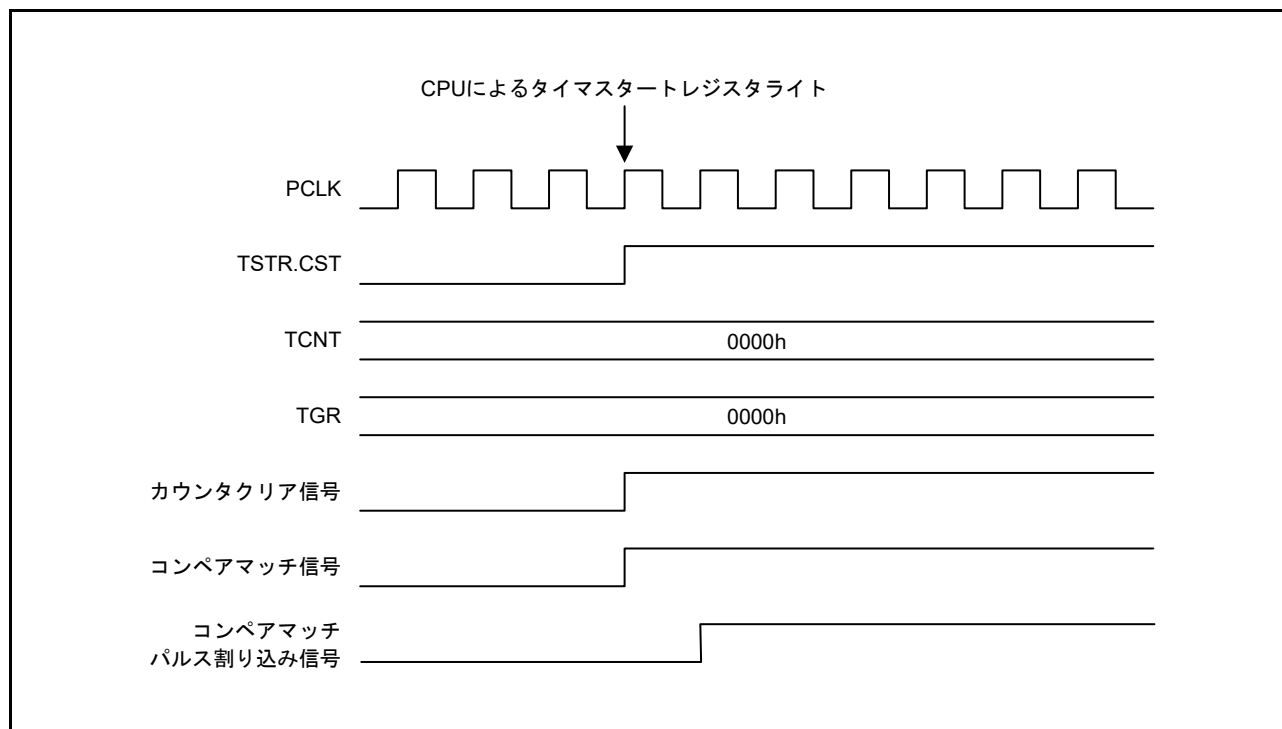 CPUによるタイマスタートレジスタライト
PCLK
TSTR.CST
TCNT
0000h
TGR
0000h
カウンタクリア信号
コンペアマッチ信号
コンペアマッチ
パルス割り込み信号